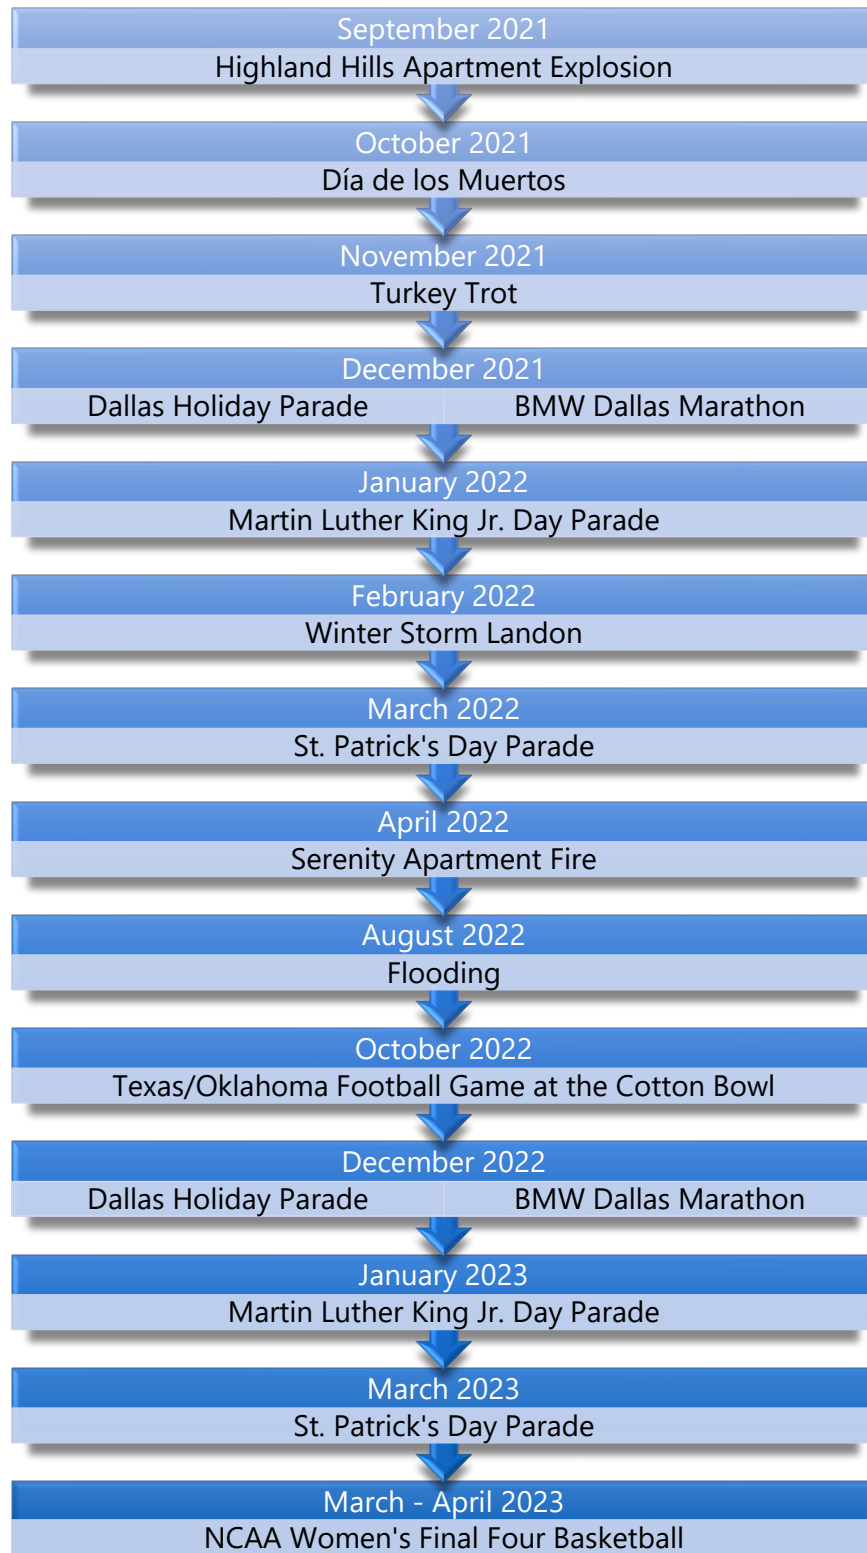 September 2021
Highland Hills Apartment Explosion
October 2021
Día de los Muertos
November 2021
Turkey Trot
December 2021
Dallas Holiday Parade
BMW Dallas Marathon
January 2022
Martin Luther King Jr. Day Parade
February 2022
Winter Storm Landon
March 2022
St. Patrick's Day Parade
April 2022
Serenity Apartment Fire
August 2022
Flooding
October 2022
Texas/Oklahoma Football Game at the Cotton Bowl
December 2022
Dallas Holiday Parade
BMW Dallas Marathon
January 2023
Martin Luther King Jr. Day Parade
March 2023
St. Patrick's Day Parade
March - April 2023
NCAA Women's Final Four Basketball